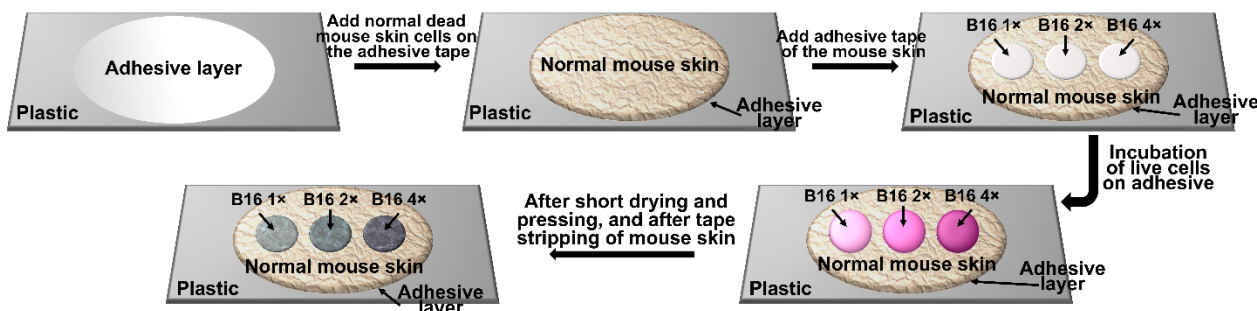 Adhesive layer
Plastic
Add normal dead
mouse skin cells on
the adhesive tape
Normal mouse skin
Adhesive
layer
Plastic
Add adhesive tape
of the mouse skin
B16 1× B16 2× B16 4×
Normal mouse skin
Adhesive
layer
Plastic
Incubation
of live cells
on adhesive
B16 1× B16 2× B16 4×
Normal mouse skin
Adhesive
layer
Plastic
After short drying and
pressing, and after tape
stripping of mouse skin
B16 1× B16 2× B16 4×
Normal mouse skin
Adhesive
layer
Plastic